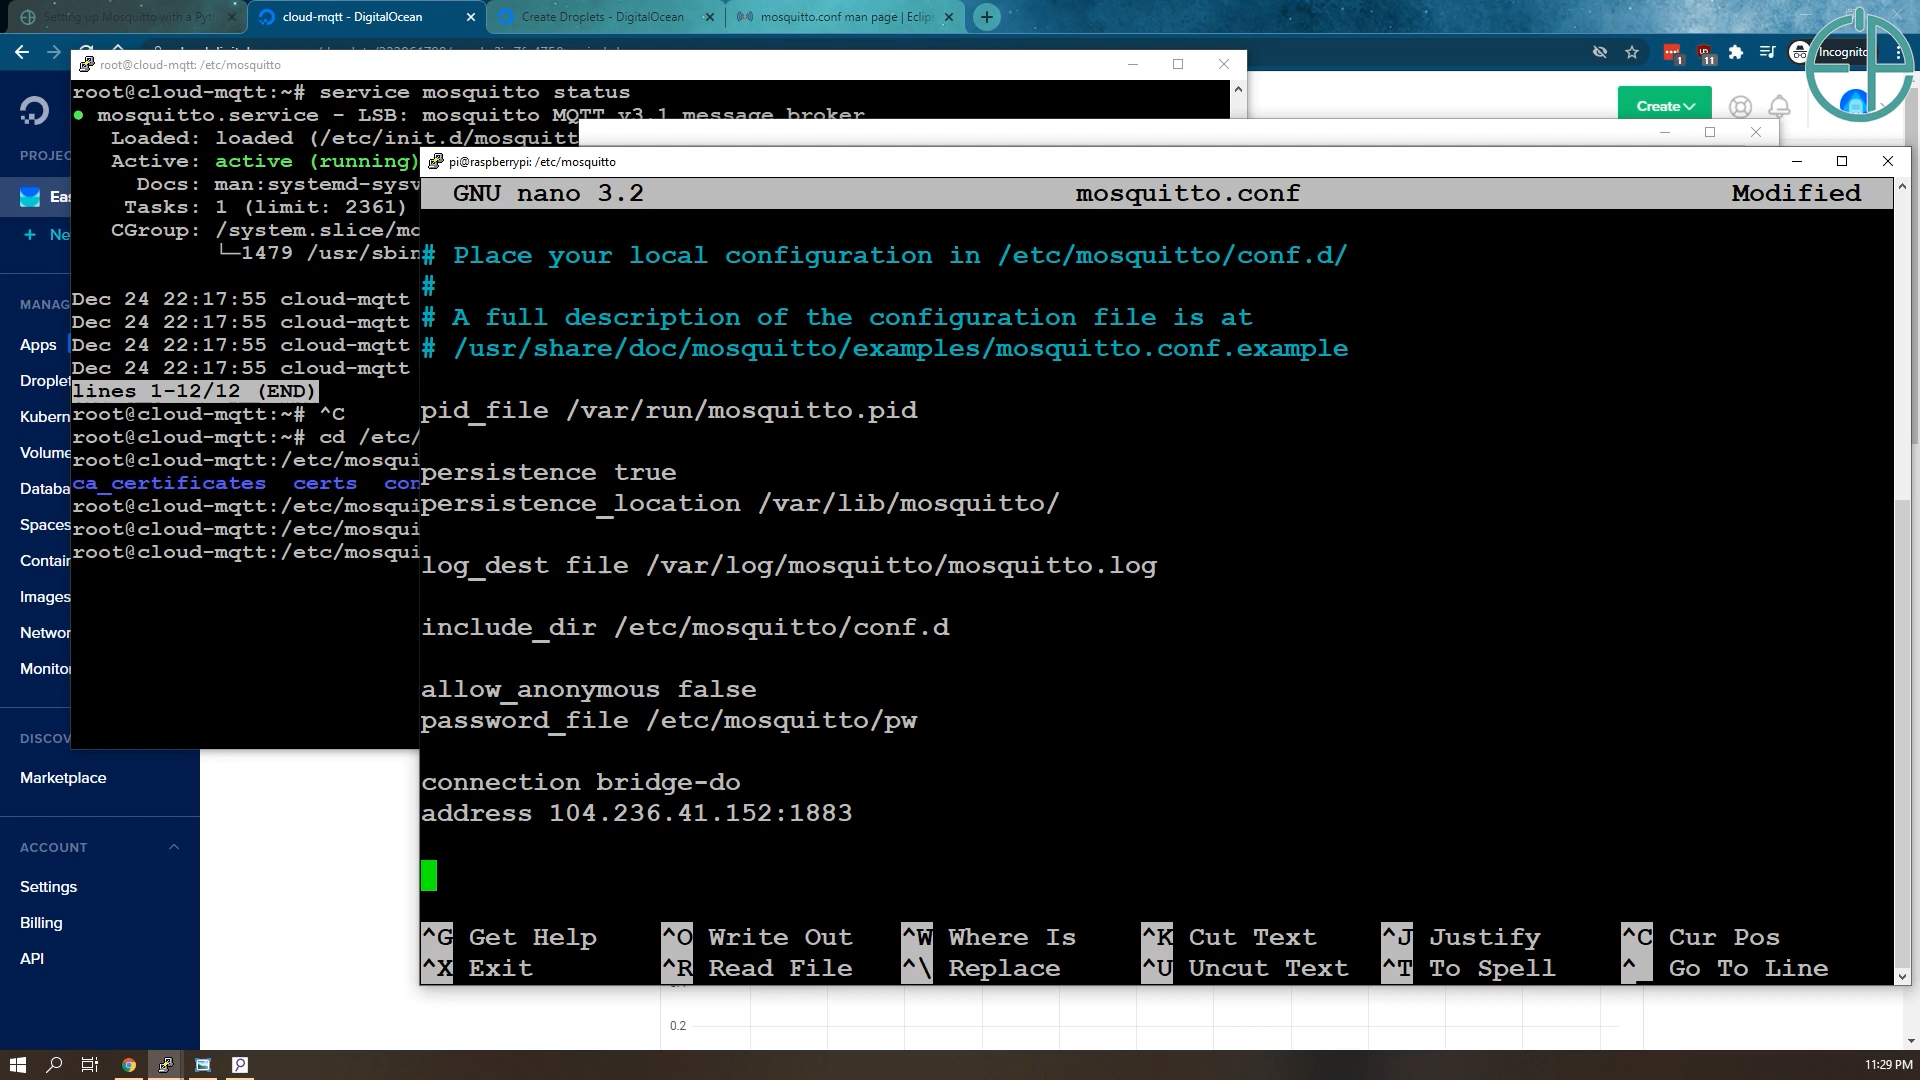 Setting up Mosquitto with a
cloud-mqtt - DigitalOcean
Create Droplets - DigitalOcean
mosquitto.conf man page | Eclip
Incognito
1
11
Create
PROJEC
Eas
+ Ne
MANAG
Apps
Droplet
Kubern
Volume
Databa
Spaces
Contain
Images
Networ
Monitor
DISCOV
Marketplace
ACCOUNT
Settings
Billing
API
root@cloud-mqtt: /etc/mosquitto
root@cloud-mqtt:~# service mosquitto status
● mosquitto.service - LSB: mosquitto MQTT v3.1 message broker
Loaded: loaded (/etc/init.d/mosquitt
Active: active (running)
Docs: man:systemd-sysv
Tasks: 1 (limit: 2361)
CGroup: /system.slice/mo
└─1479 /usr/sbin
Dec 24 22:17:55 cloud-mqtt
Dec 24 22:17:55 cloud-mqtt
Dec 24 22:17:55 cloud-mqtt
Dec 24 22:17:55 cloud-mqtt
lines 1-12/12 (END)
root@cloud-mqtt:~# ^C
root@cloud-mqtt:~# cd /etc/
root@cloud-mqtt:/etc/mosqui
ca_certificates certs con
root@cloud-mqtt:/etc/mosqui
root@cloud-mqtt:/etc/mosqui
root@cloud-mqtt:/etc/mosqui
pi@raspberrypi: /etc/mosquitto
GNU nano 3.2 mosquitto.conf Modified
# Place your local configuration in /etc/mosquitto/conf.d/
#
# A full description of the configuration file is at
# /usr/share/doc/mosquitto/examples/mosquitto.conf.example
pid_file /var/run/mosquitto.pid
persistence true
persistence_location /var/lib/mosquitto/
log_dest file /var/log/mosquitto/mosquitto.log
include_dir /etc/mosquitto/conf.d
allow_anonymous false
password_file /etc/mosquitto/pw
connection bridge-do
address 104.236.41.152:1883
^G Get Help ^O Write Out ^W Where Is ^K Cut Text ^J Justify ^C Cur Pos
^X Exit ^R Read File ^\ Replace ^U Uncut Text ^T To Spell ^_ Go To Line
0.2
11:29 PM